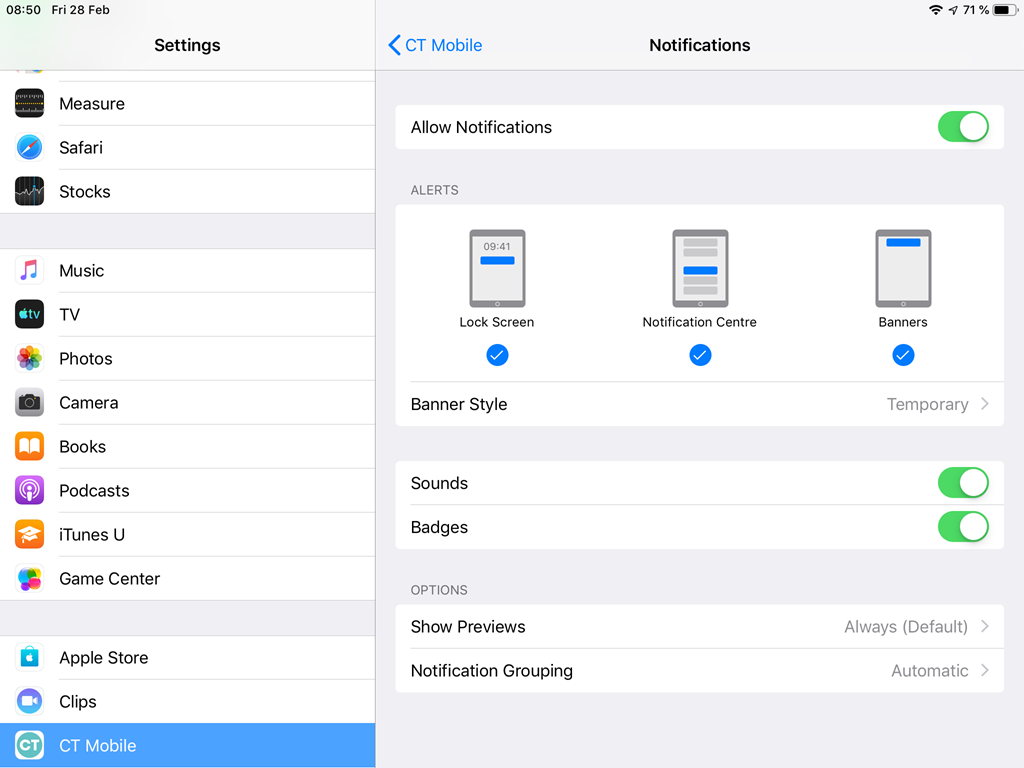 08:50 Fri 28 Feb
71 %
Settings
Measure
Safari
Stocks
Music
tv
TV
Photos
Camera
Books
Podcasts
iTunes U
Game Center
Apple Store
Clips
CT
CT Mobile
CT Mobile
Notifications
Allow Notifications
ALERTS
09:41
Lock Screen
Notification Centre
Banners
Banner Style Temporary
Sounds
Badges
OPTIONS
Show Previews Always (Default)
Notification Grouping Automatic